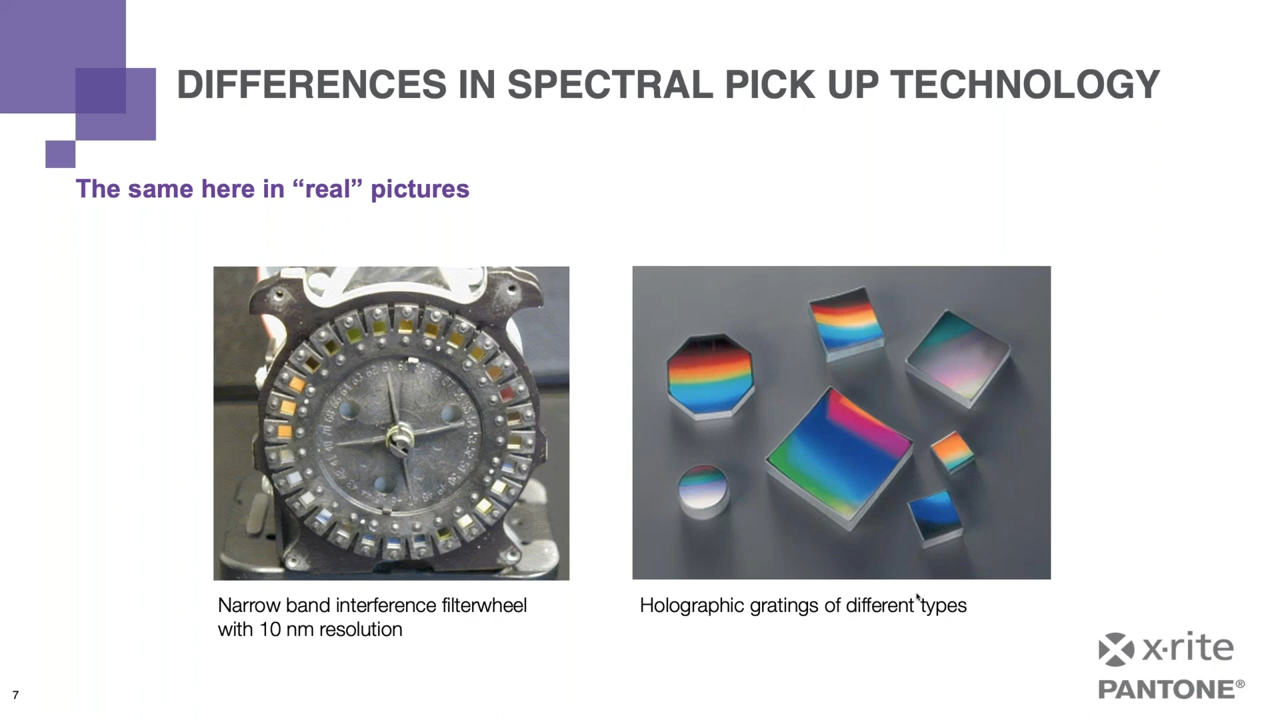 DIFFERENCES IN SPECTRAL PICK UP TECHNOLOGY
The same here in “real” pictures
Narrow band interference filterwheel
with 10 nm resolution
Holographic gratings of different types
x·rite
PANTONE®
7